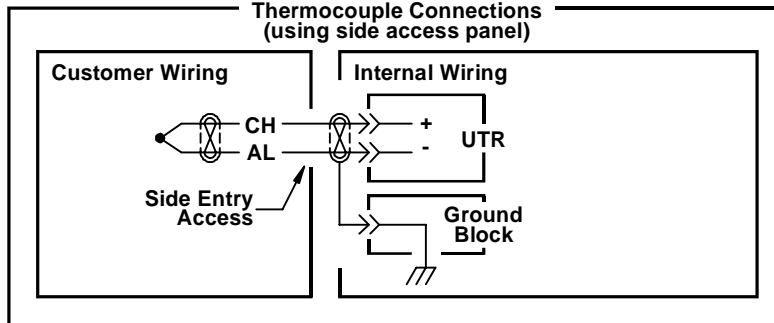 Thermocouple Connections
(using side access panel)
Customer Wiring
Internal Wiring
CH
AL
+
-
UTR
Side Entry
Access
Ground
Block